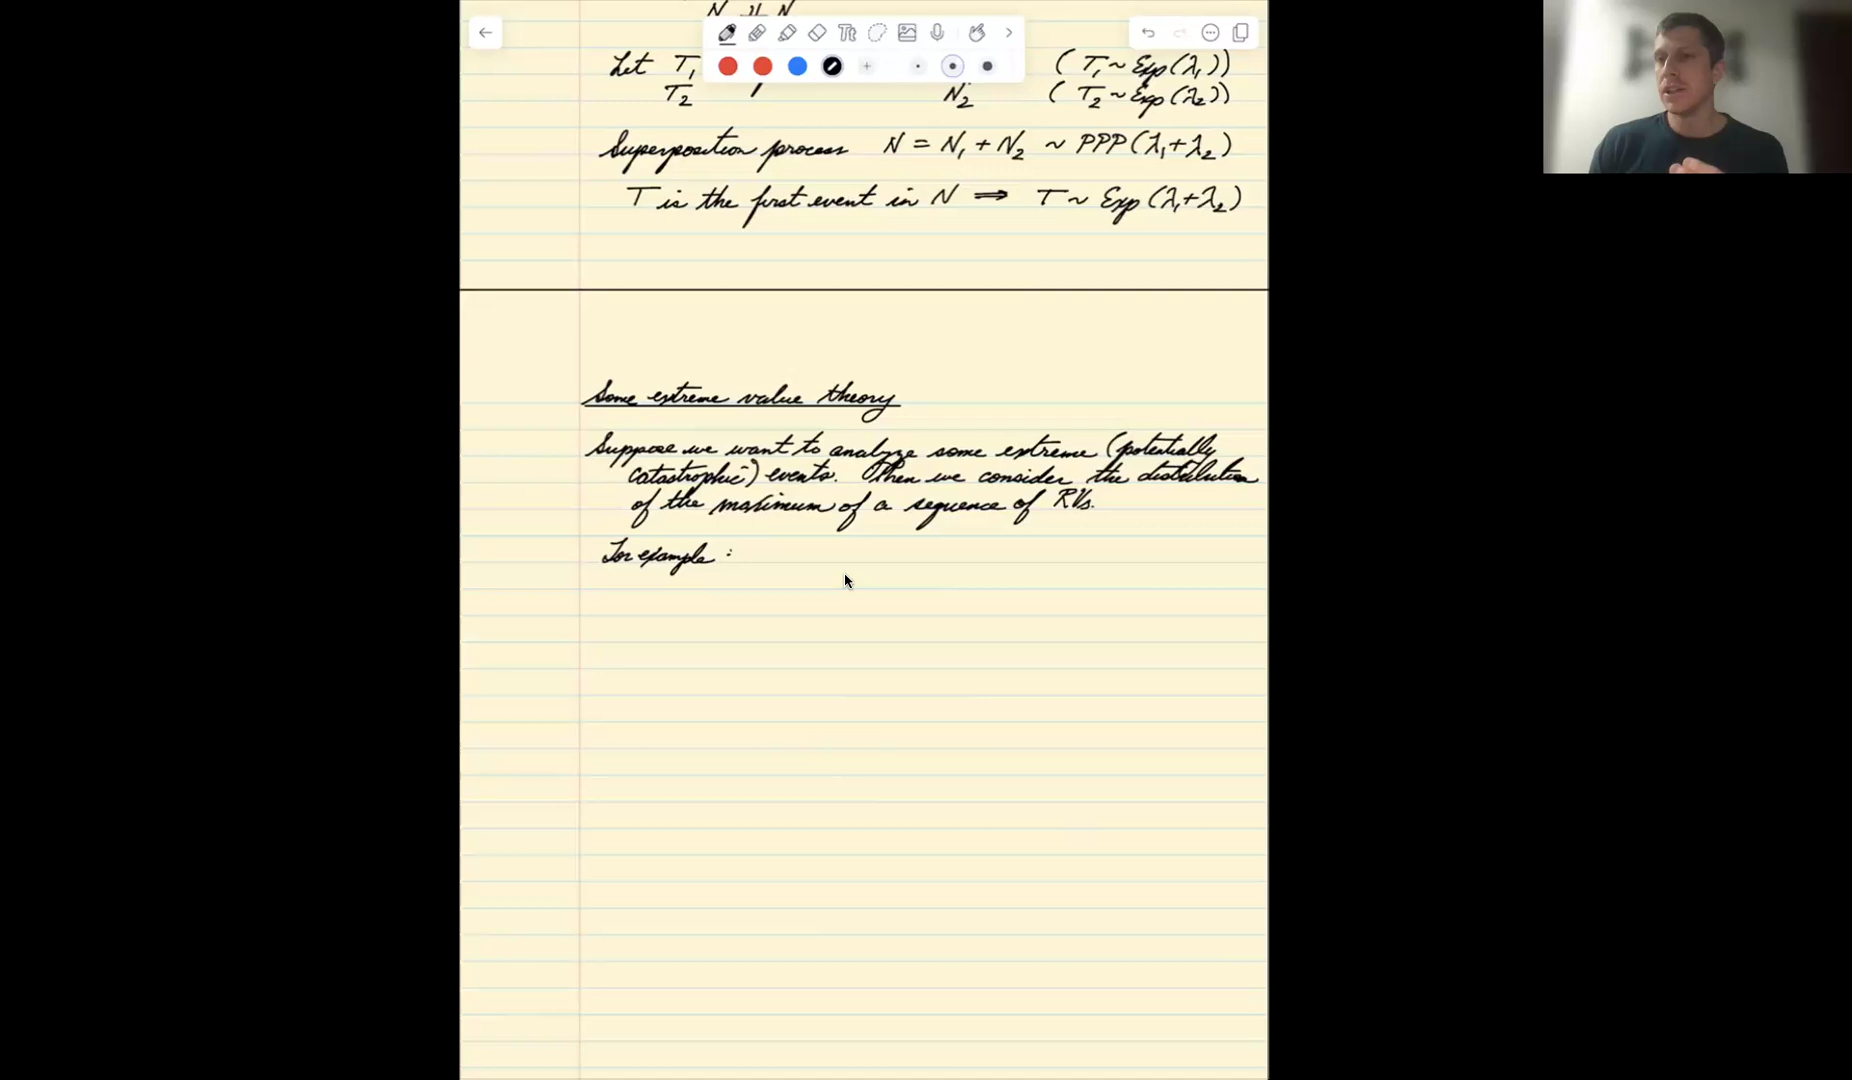 N ⫫ N
Let T₁ ( T₁ ~ Exp(λ₁))
T₂ N₂ ( T₂ ~ Exp(λ₂))
Superposition process N = N₁ + N₂ ~ PPP(λ₁+λ₂)
T is the first event in N ⟹ T ~ Exp(λ₁+λ₂)
Some extreme value theory
Suppose we want to analyze some extreme (potentially
catastrophic) events. Then we consider the distribution
of the maximum of a sequence of RVs.
For example :